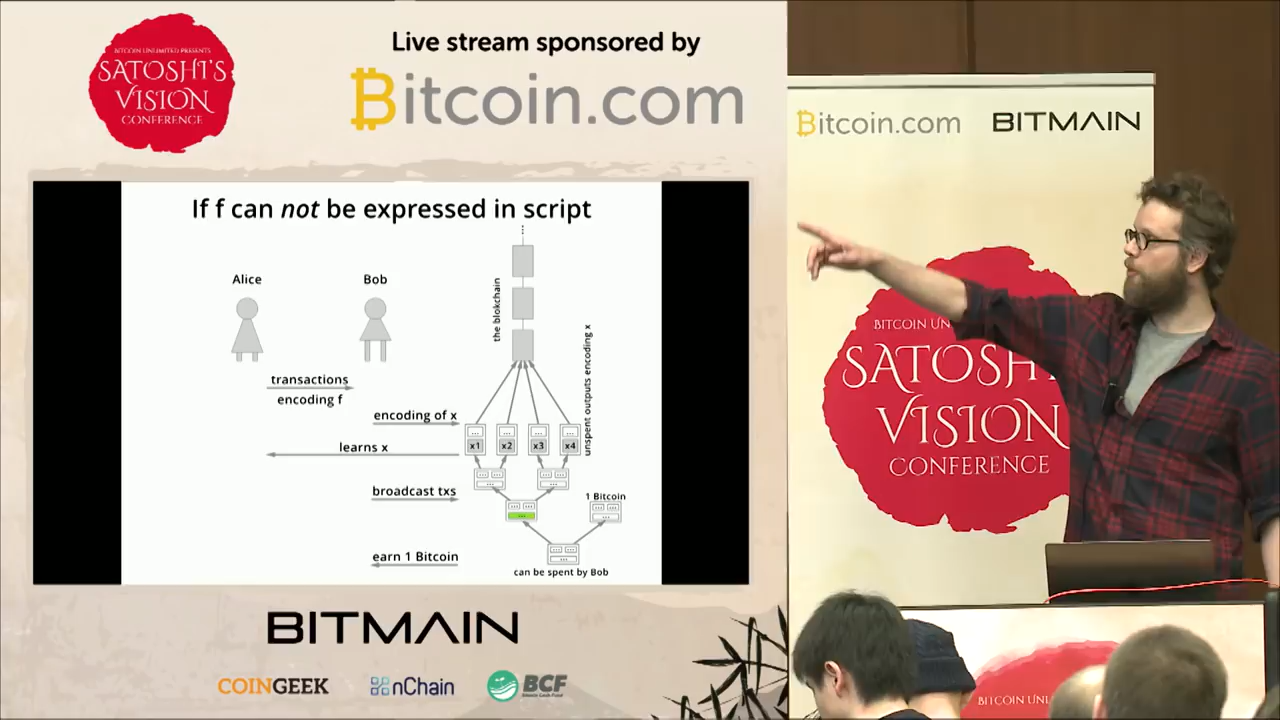 BITCOIN UNLIMITED PRESENTS
SATOSHI'S
VISION
CONFERENCE
Live stream sponsored by
Bitcoin.com
If f can not be expressed in script
Alice
Bob
the blokchain
unspent outputs encoding x
transactions
encoding f
encoding of x
x1
x2
x3
x4
learns x
broadcast txs
1 Bitcoin
earn 1 Bitcoin
can be spent by Bob
BITMAIN
COINGEEK
nChain
BCF
Bitcoin.com
BITMAIN
BITCOIN UN
SATOSH
VISION
CONFERENCE
BITCOIN